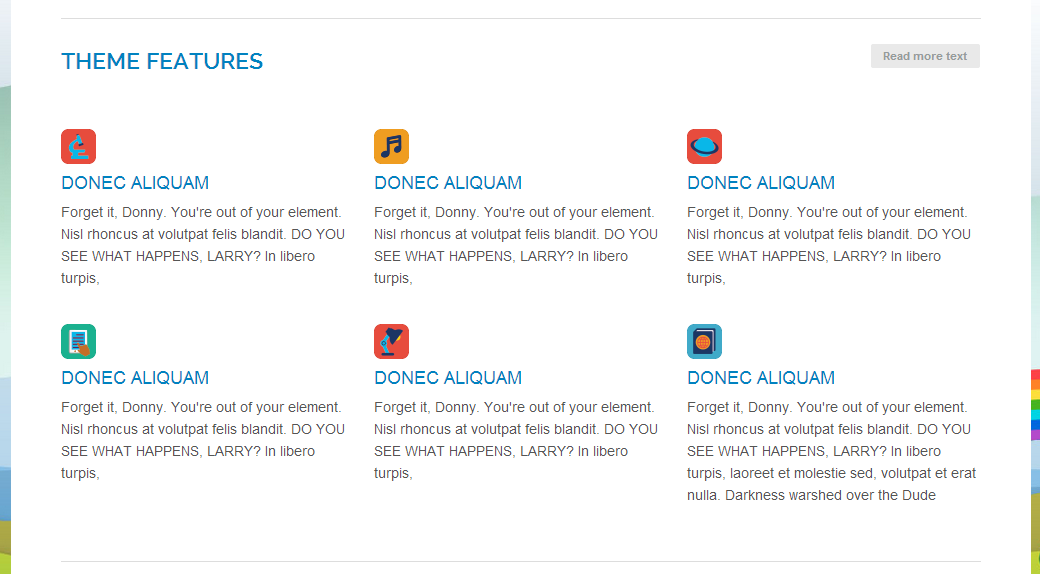 THEME FEATURES
Read more text
DONEC ALIQUAM
Forget it, Donny. You're out of your element.
Nisl rhoncus at volutpat felis blandit. DO YOU
SEE WHAT HAPPENS, LARRY? In libero
turpis,
DONEC ALIQUAM
Forget it, Donny. You're out of your element.
Nisl rhoncus at volutpat felis blandit. DO YOU
SEE WHAT HAPPENS, LARRY? In libero
turpis,
DONEC ALIQUAM
Forget it, Donny. You're out of your element.
Nisl rhoncus at volutpat felis blandit. DO YOU
SEE WHAT HAPPENS, LARRY? In libero
turpis,
DONEC ALIQUAM
Forget it, Donny. You're out of your element.
Nisl rhoncus at volutpat felis blandit. DO YOU
SEE WHAT HAPPENS, LARRY? In libero
turpis,
DONEC ALIQUAM
Forget it, Donny. You're out of your element.
Nisl rhoncus at volutpat felis blandit. DO YOU
SEE WHAT HAPPENS, LARRY? In libero
turpis,
DONEC ALIQUAM
Forget it, Donny. You're out of your element.
Nisl rhoncus at volutpat felis blandit. DO YOU
SEE WHAT HAPPENS, LARRY? In libero
turpis, laoreet et molestie sed, volutpat et erat
nulla. Darkness warshed over the Dude